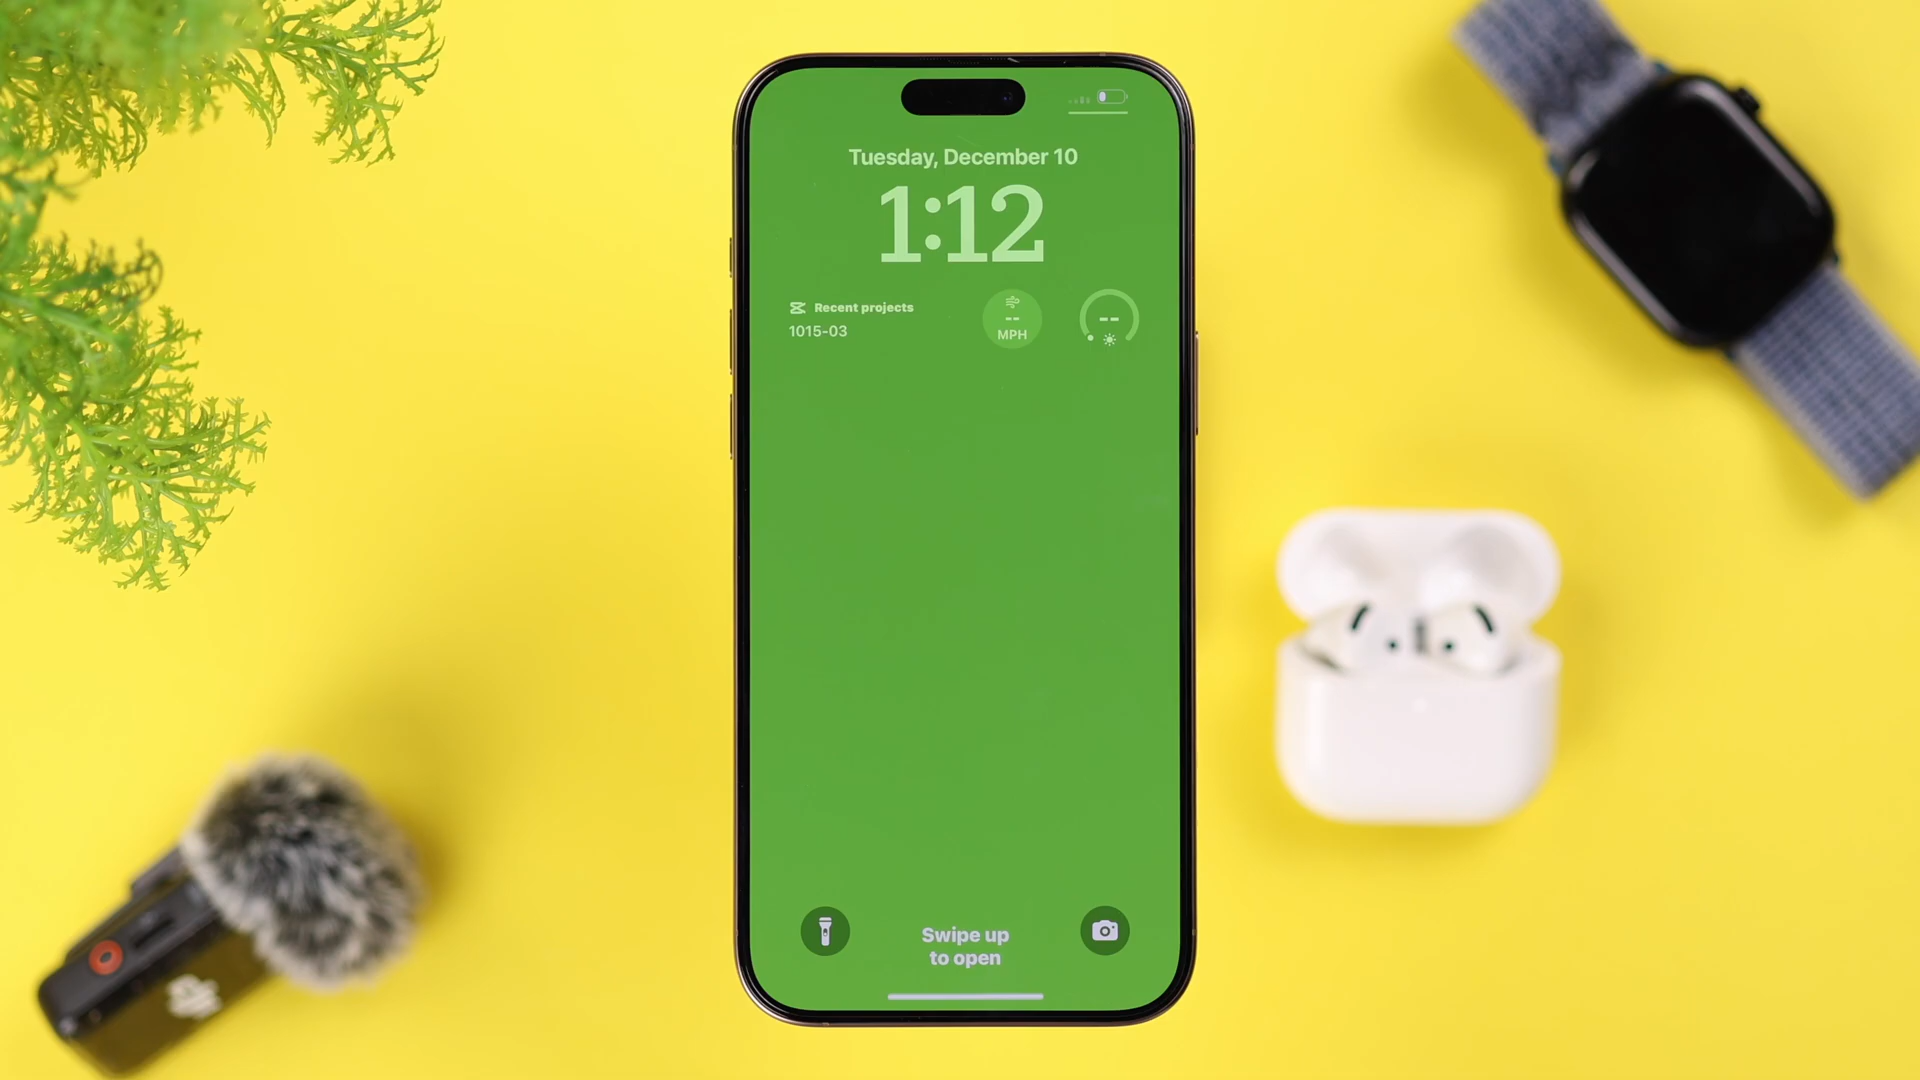 Tuesday, December 10
1:12
Recent projects
1015-03
--
MPH
--
Swipe up
to open